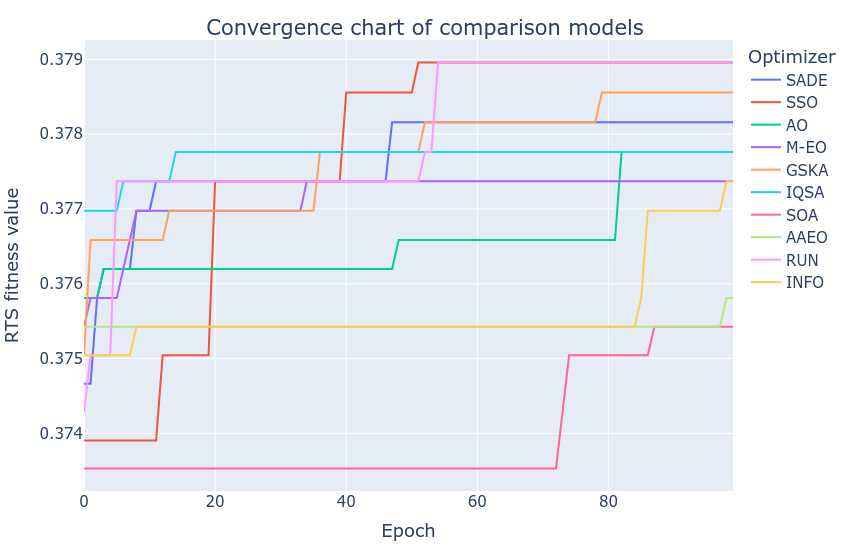 Convergence chart of comparison models
RTS fitness value
0.379
0.378
0.377
0.376
0.375
0.374
0 20 40 60 80
Epoch
Optimizer
SADE
SSO
AO
M-EO
GSKA
IQSA
SOA
AAEO
RUN
INFO